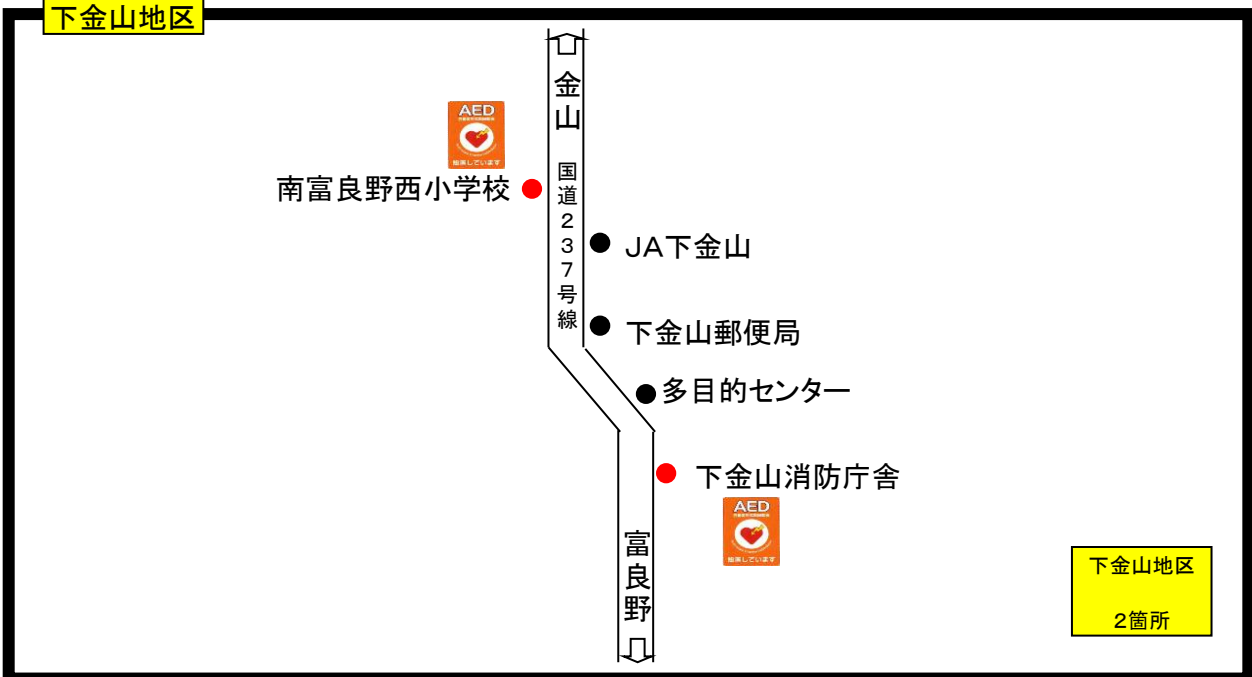 下金山地区
金山
国道２３７号線
AED
南富良野西小学校
JA下金山
下金山郵便局
多目的センター
下金山消防庁舎
AED
富良野
下金山地区
2箇所